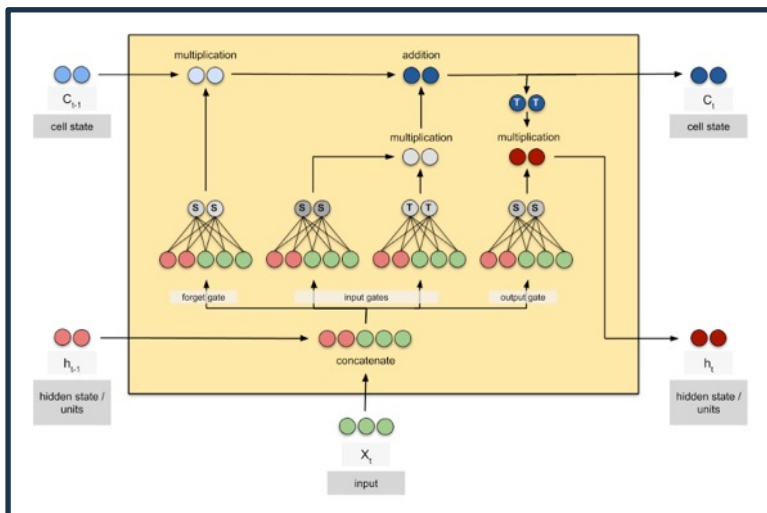 multiplication
addition
C t-1
cell state
T T
C t
cell state
multiplication
multiplication
S S
S S
T T
S S
forget gate
input gates
output gate
h t-1
hidden state /
units
concatenate
h t
hidden state /
units
X t
input